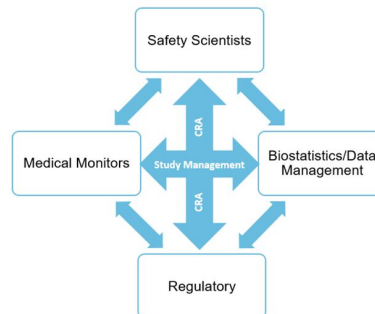 Safety Scientists
CRA
Medical Monitors
Study Management
Biostatistics/Data
Management
CRA
Regulatory